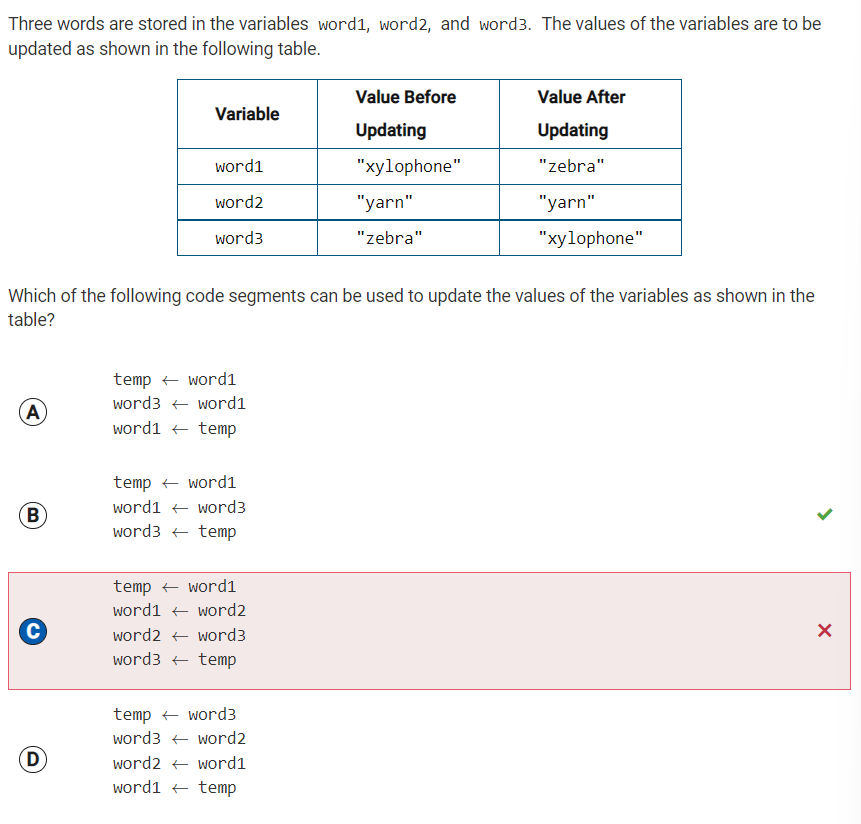 Three words are stored in the variables word1, word2, and word3. The values of the variables are to be
updated as shown in the following table.
Variable Value Before Updating Value After Updating
word1 "xylophone" "zebra"
word2 "yarn" "yarn"
word3 "zebra" "xylophone"
Which of the following code segments can be used to update the values of the variables as shown in the
table?
A
temp ← word1
word3 ← word1
word1 ← temp
B
temp ← word1
word1 ← word3
word3 ← temp
C
temp ← word1
word1 ← word2
word2 ← word3
word3 ← temp
D
temp ← word3
word3 ← word2
word2 ← word1
word1 ← temp